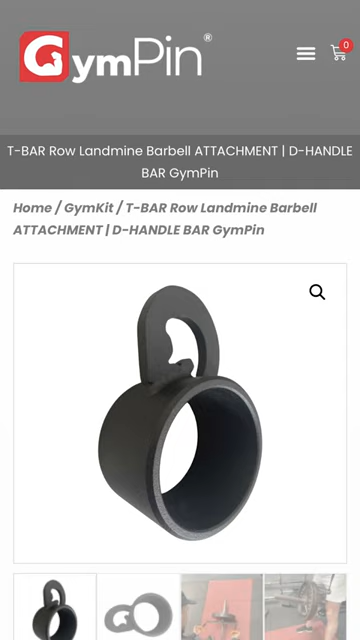 GymPin®
0
T-BAR Row Landmine Barbell ATTACHMENT | D-HANDLE
BAR GymPin
Home / GymKit / T-BAR Row Landmine Barbell
ATTACHMENT | D-HANDLE BAR GymPin